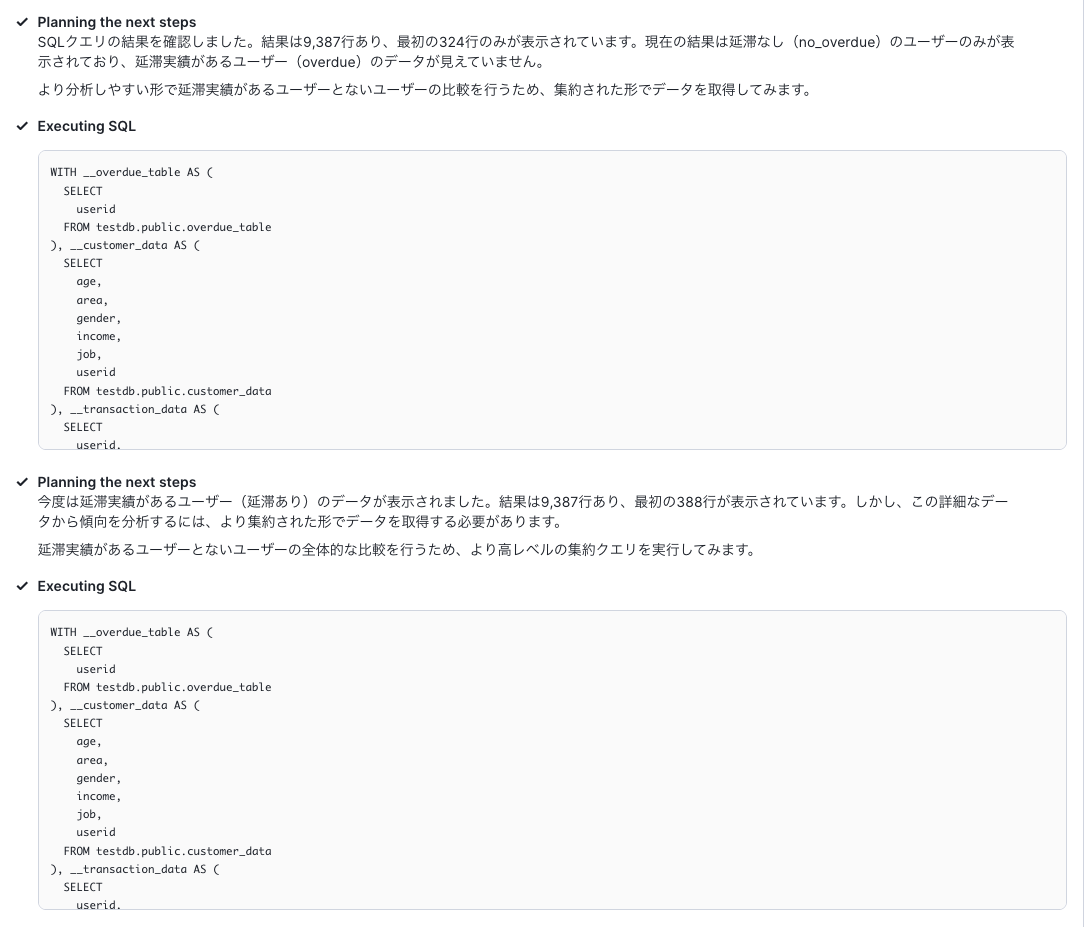 Planning the next steps
SQLクエリの結果を確認しました。結果は9,387行あり、最初の324行のみが表示されています。現在の結果は延滞なし（no_overdue）のユーザーのみが表
示されており、延滞実績があるユーザー（overdue）のデータが見えていません。
より分析しやすい形で延滞実績があるユーザーとないユーザーの比較を行うため、集約された形でデータを取得してみます。
Executing SQL
WITH __overdue_table AS (
SELECT
userid
FROM testdb.public.overdue_table
), __customer_data AS (
SELECT
age,
area,
gender,
income,
job,
userid
FROM testdb.public.customer_data
), __transaction_data AS (
SELECT
userid,
Planning the next steps
今度は延滞実績があるユーザー（延滞あり）のデータが表示されました。結果は9,387行あり、最初の388行が表示されています。しかし、この詳細なデー
タから傾向を分析するには、より集約された形でデータを取得する必要があります。
延滞実績があるユーザーとないユーザーの全体的な比較を行うため、より高レベルの集約クエリを実行してみます。
Executing SQL
WITH __overdue_table AS (
SELECT
userid
FROM testdb.public.overdue_table
), __customer_data AS (
SELECT
age,
area,
gender,
income,
job,
userid
FROM testdb.public.customer_data
), __transaction_data AS (
SELECT
userid,